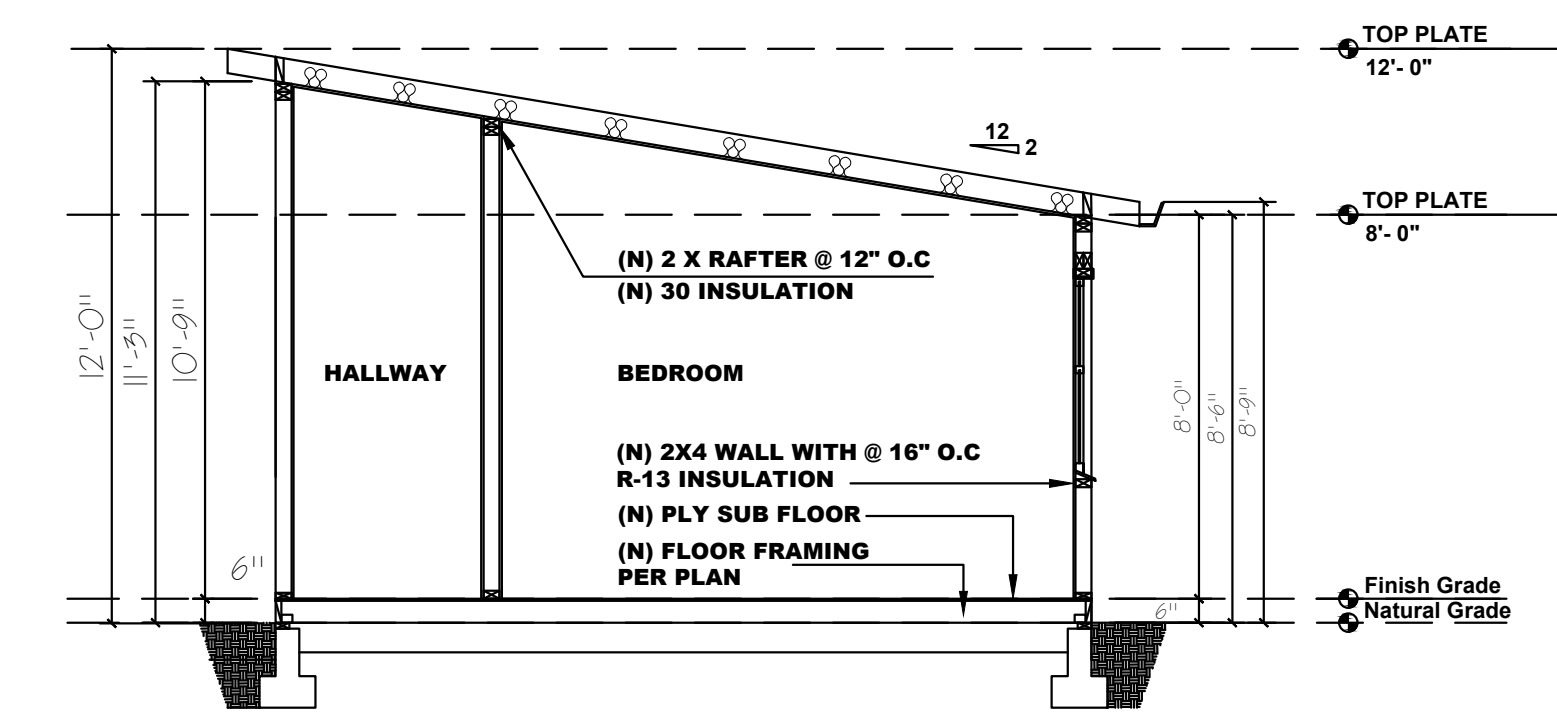 TOP PLATE
12'- 0"
12
2
TOP PLATE
8'- 0"
(N) 2 X RAFTER @ 12" O.C
(N) 30 INSULATION
12'-0"
11'-3"
10'-9"
HALLWAY
BEDROOM
8'-0"
8'-6"
8'-9"
(N) 2X4 WALL WITH @ 16" O.C
R-13 INSULATION
(N) PLY SUB FLOOR
(N) FLOOR FRAMING
PER PLAN
6"
6"
Finish Grade
Natural Grade